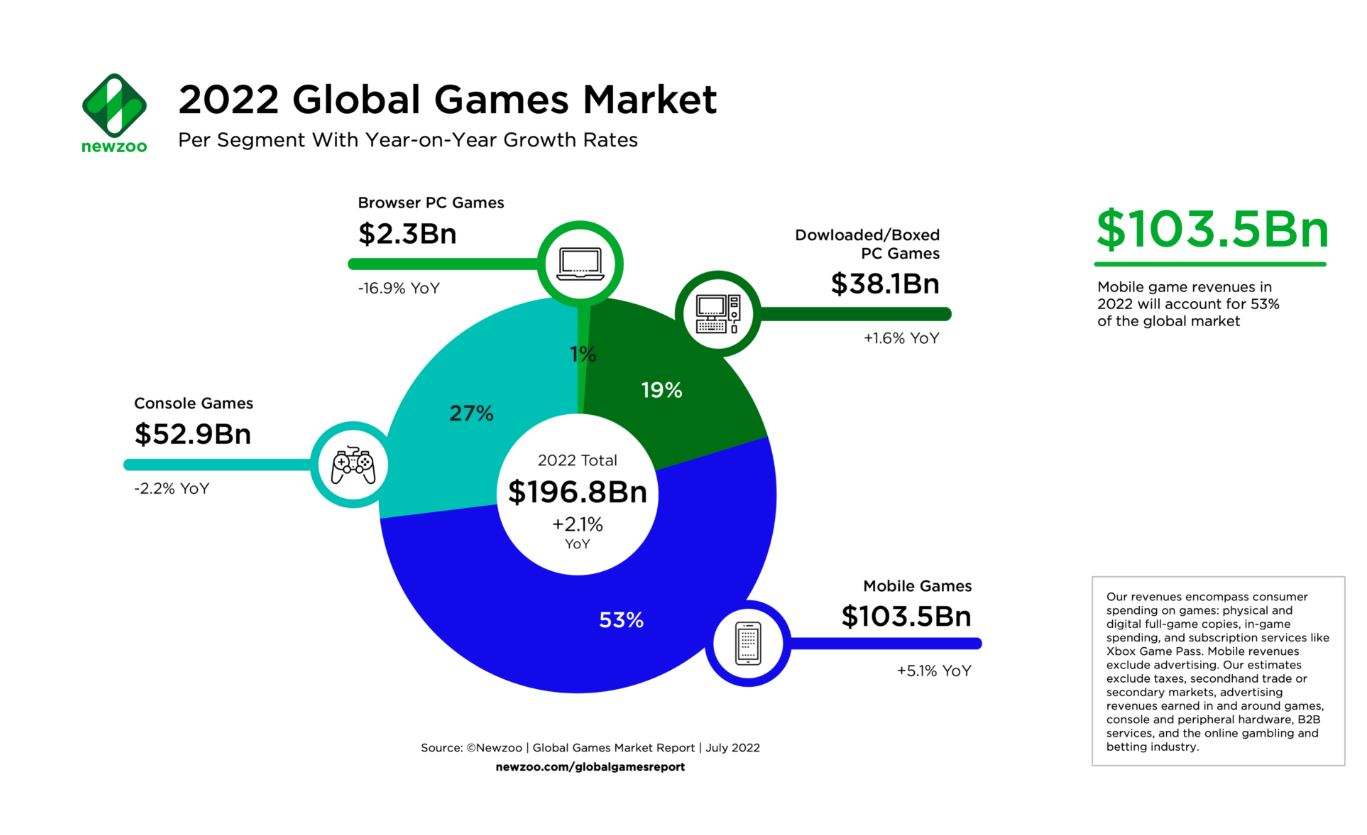 2022 Global Games Market
newzoo
Per Segment With Year-on-Year Growth Rates
Browser PC Games
$2.3Bn
-16.9% YoY
Dowloaded/Boxed
PC Games
$38.1Bn
+1.6% YoY
$103.5Bn
Mobile game revenues in
2022 will account for 53%
of the global market
1%
19%
27%
Console Games
$52.9Bn
-2.2% YoY
2022 Total
$196.8Bn
+2.1%
YoY
53%
Mobile Games
$103.5Bn
+5.1% YoY
Our revenues encompass consumer
spending on games: physical and
digital full-game copies, in-game
spending, and subscription services like
Xbox Game Pass. Mobile revenues
exclude advertising. Our estimates
exclude taxes, secondhand trade or
secondary markets, advertising
revenues earned in and around games,
console and peripheral hardware, B2B
services, and the online gambling and
betting industry.
Source: ©Newzoo | Global Games Market Report | July 2022
newzoo.com/globalgamesreport